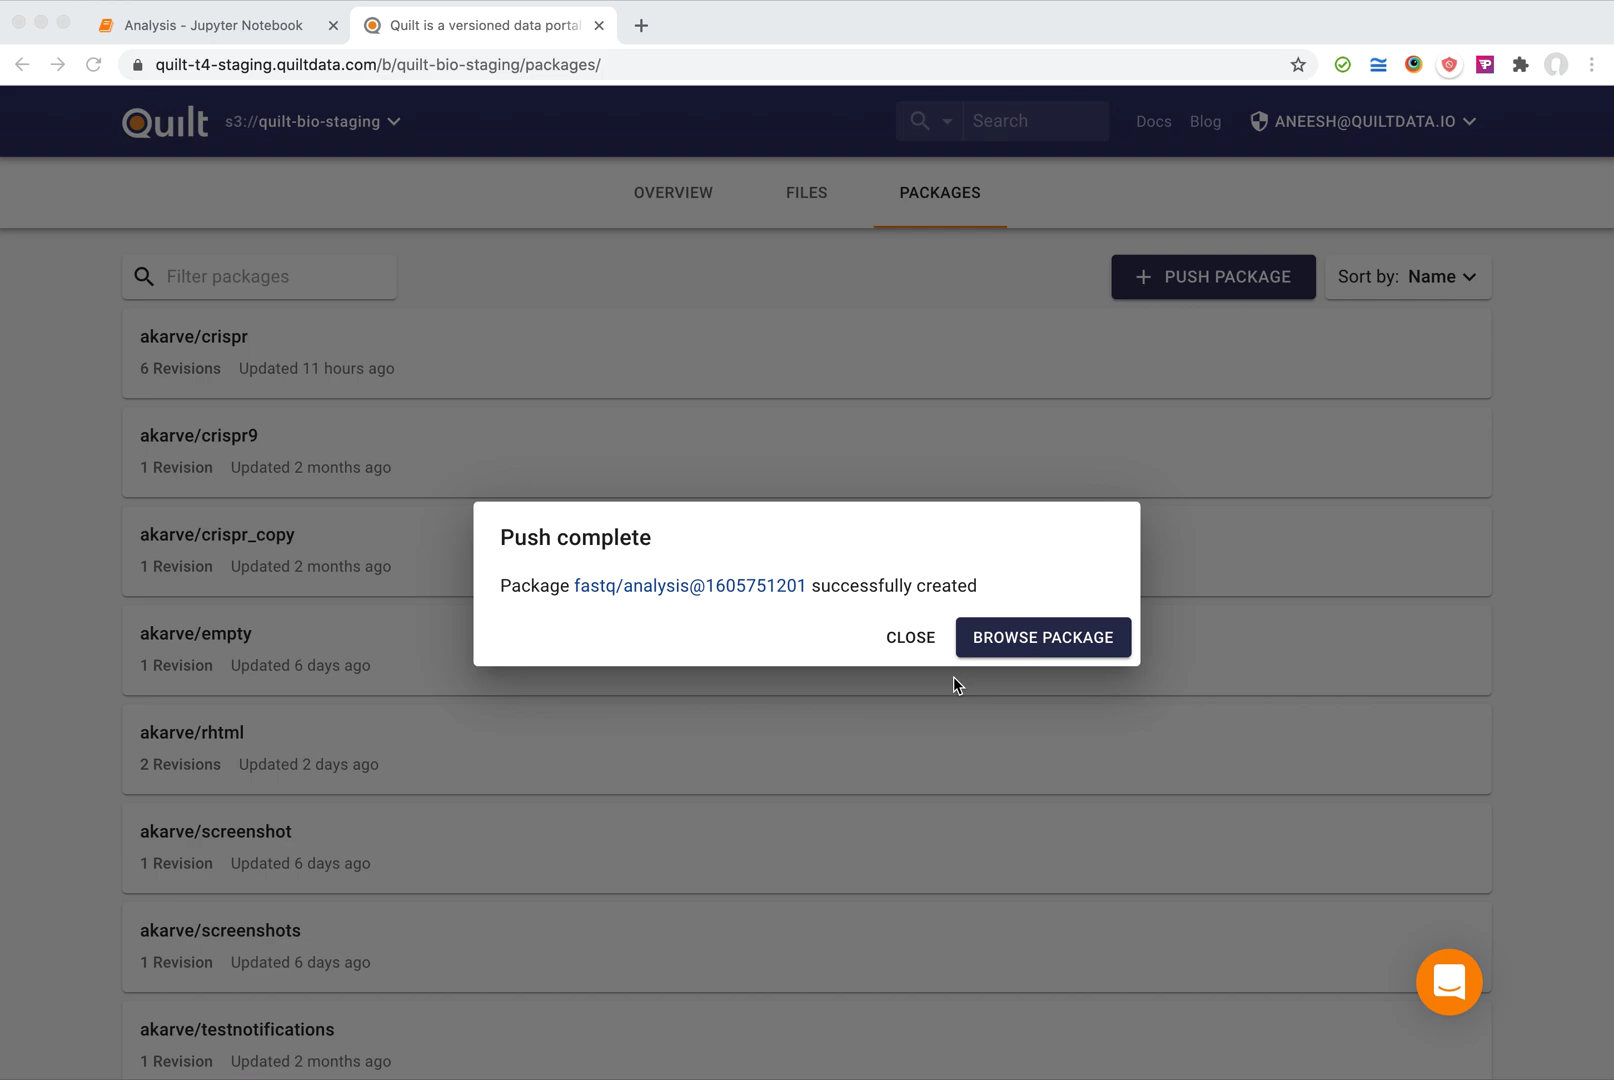 Analysis - Jupyter Notebook
Quilt is a versioned data porta
quilt-t4-staging.quiltdata.com/b/quilt-bio-staging/packages/
Quilt
s3://quilt-bio-staging
Search
Docs
Blog
ANEESH@QUILTDATA.IO
OVERVIEW
FILES
PACKAGES
Filter packages
+ PUSH PACKAGE
Sort by: Name
akarve/crispr
6 Revisions Updated 11 hours ago
akarve/crispr9
1 Revision Updated 2 months ago
akarve/crispr_copy
1 Revision Updated 2 months ago
akarve/empty
1 Revision Updated 6 days ago
Push complete
Package fastq/analysis@1605751201 successfully created
CLOSE
BROWSE PACKAGE
akarve/rhtml
2 Revisions Updated 2 days ago
akarve/screenshot
1 Revision Updated 6 days ago
akarve/screenshots
1 Revision Updated 6 days ago
akarve/testnotifications
1 Revision Updated 2 months ago